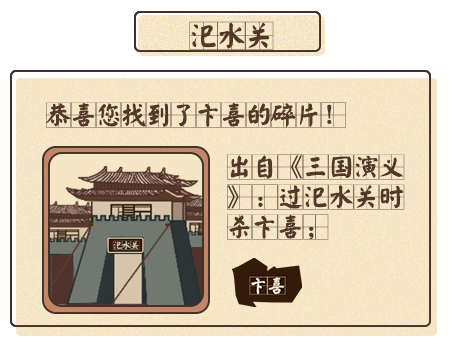 汜水关
恭喜您找到了卞喜的碎片！
出自《三国演义
》：过汜水关时
杀卞喜；
汜水关
卞喜